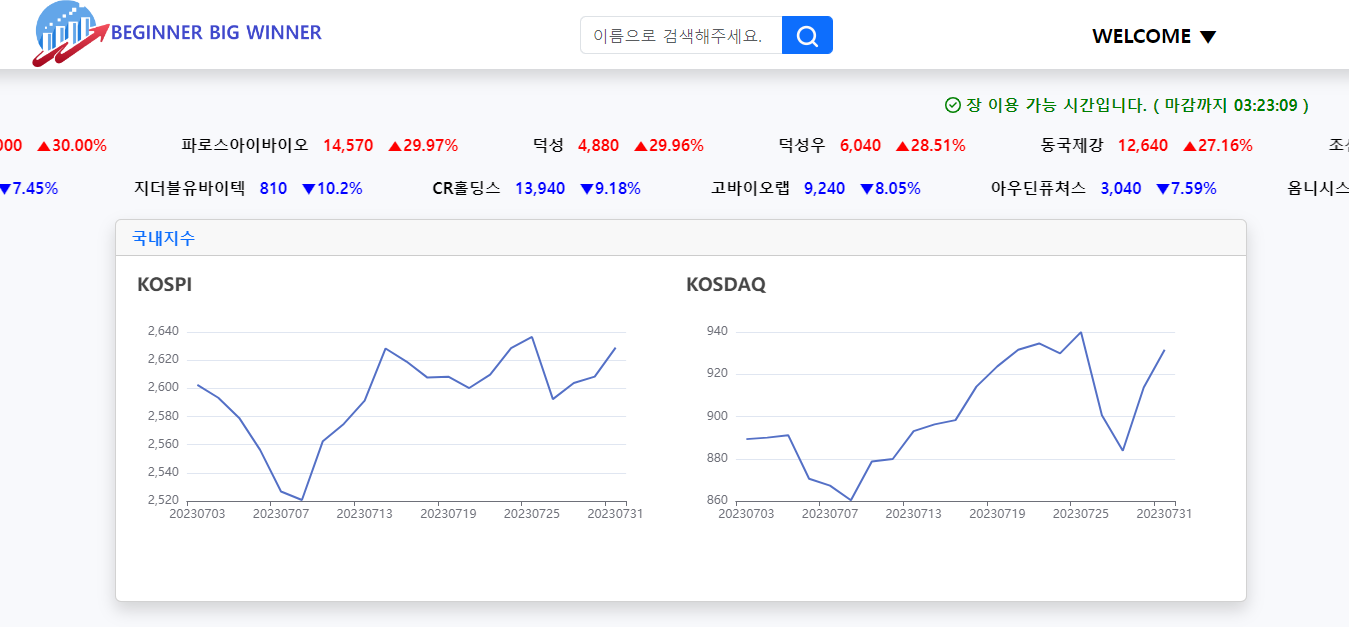 BEGINNER BIG WINNER
이름으로 검색해주세요.
WELCOME ▼
장 이용 가능 시간입니다. ( 마감까지 03:23:09 )
000 ▲30.00% 파로스아이바이오 14,570 ▲29.97% 덕성 4,880 ▲29.96% 덕성우 6,040 ▲28.51% 동국제강 12,640 ▲27.16%
▼7.45% 지더블유바이텍 810 ▼10.2% CR홀딩스 13,940 ▼9.18% 고바이오랩 9,240 ▼8.05% 아우딘퓨쳐스 3,040 ▼7.59% 옴니시스
국내지수
KOSPI
2,640
2,620
2,600
2,580
2,560
2,540
2,520
20230703 20230707 20230713 20230719 20230725 20230731
KOSDAQ
940
920
900
880
860
20230703 20230707 20230713 20230719 20230725 20230731